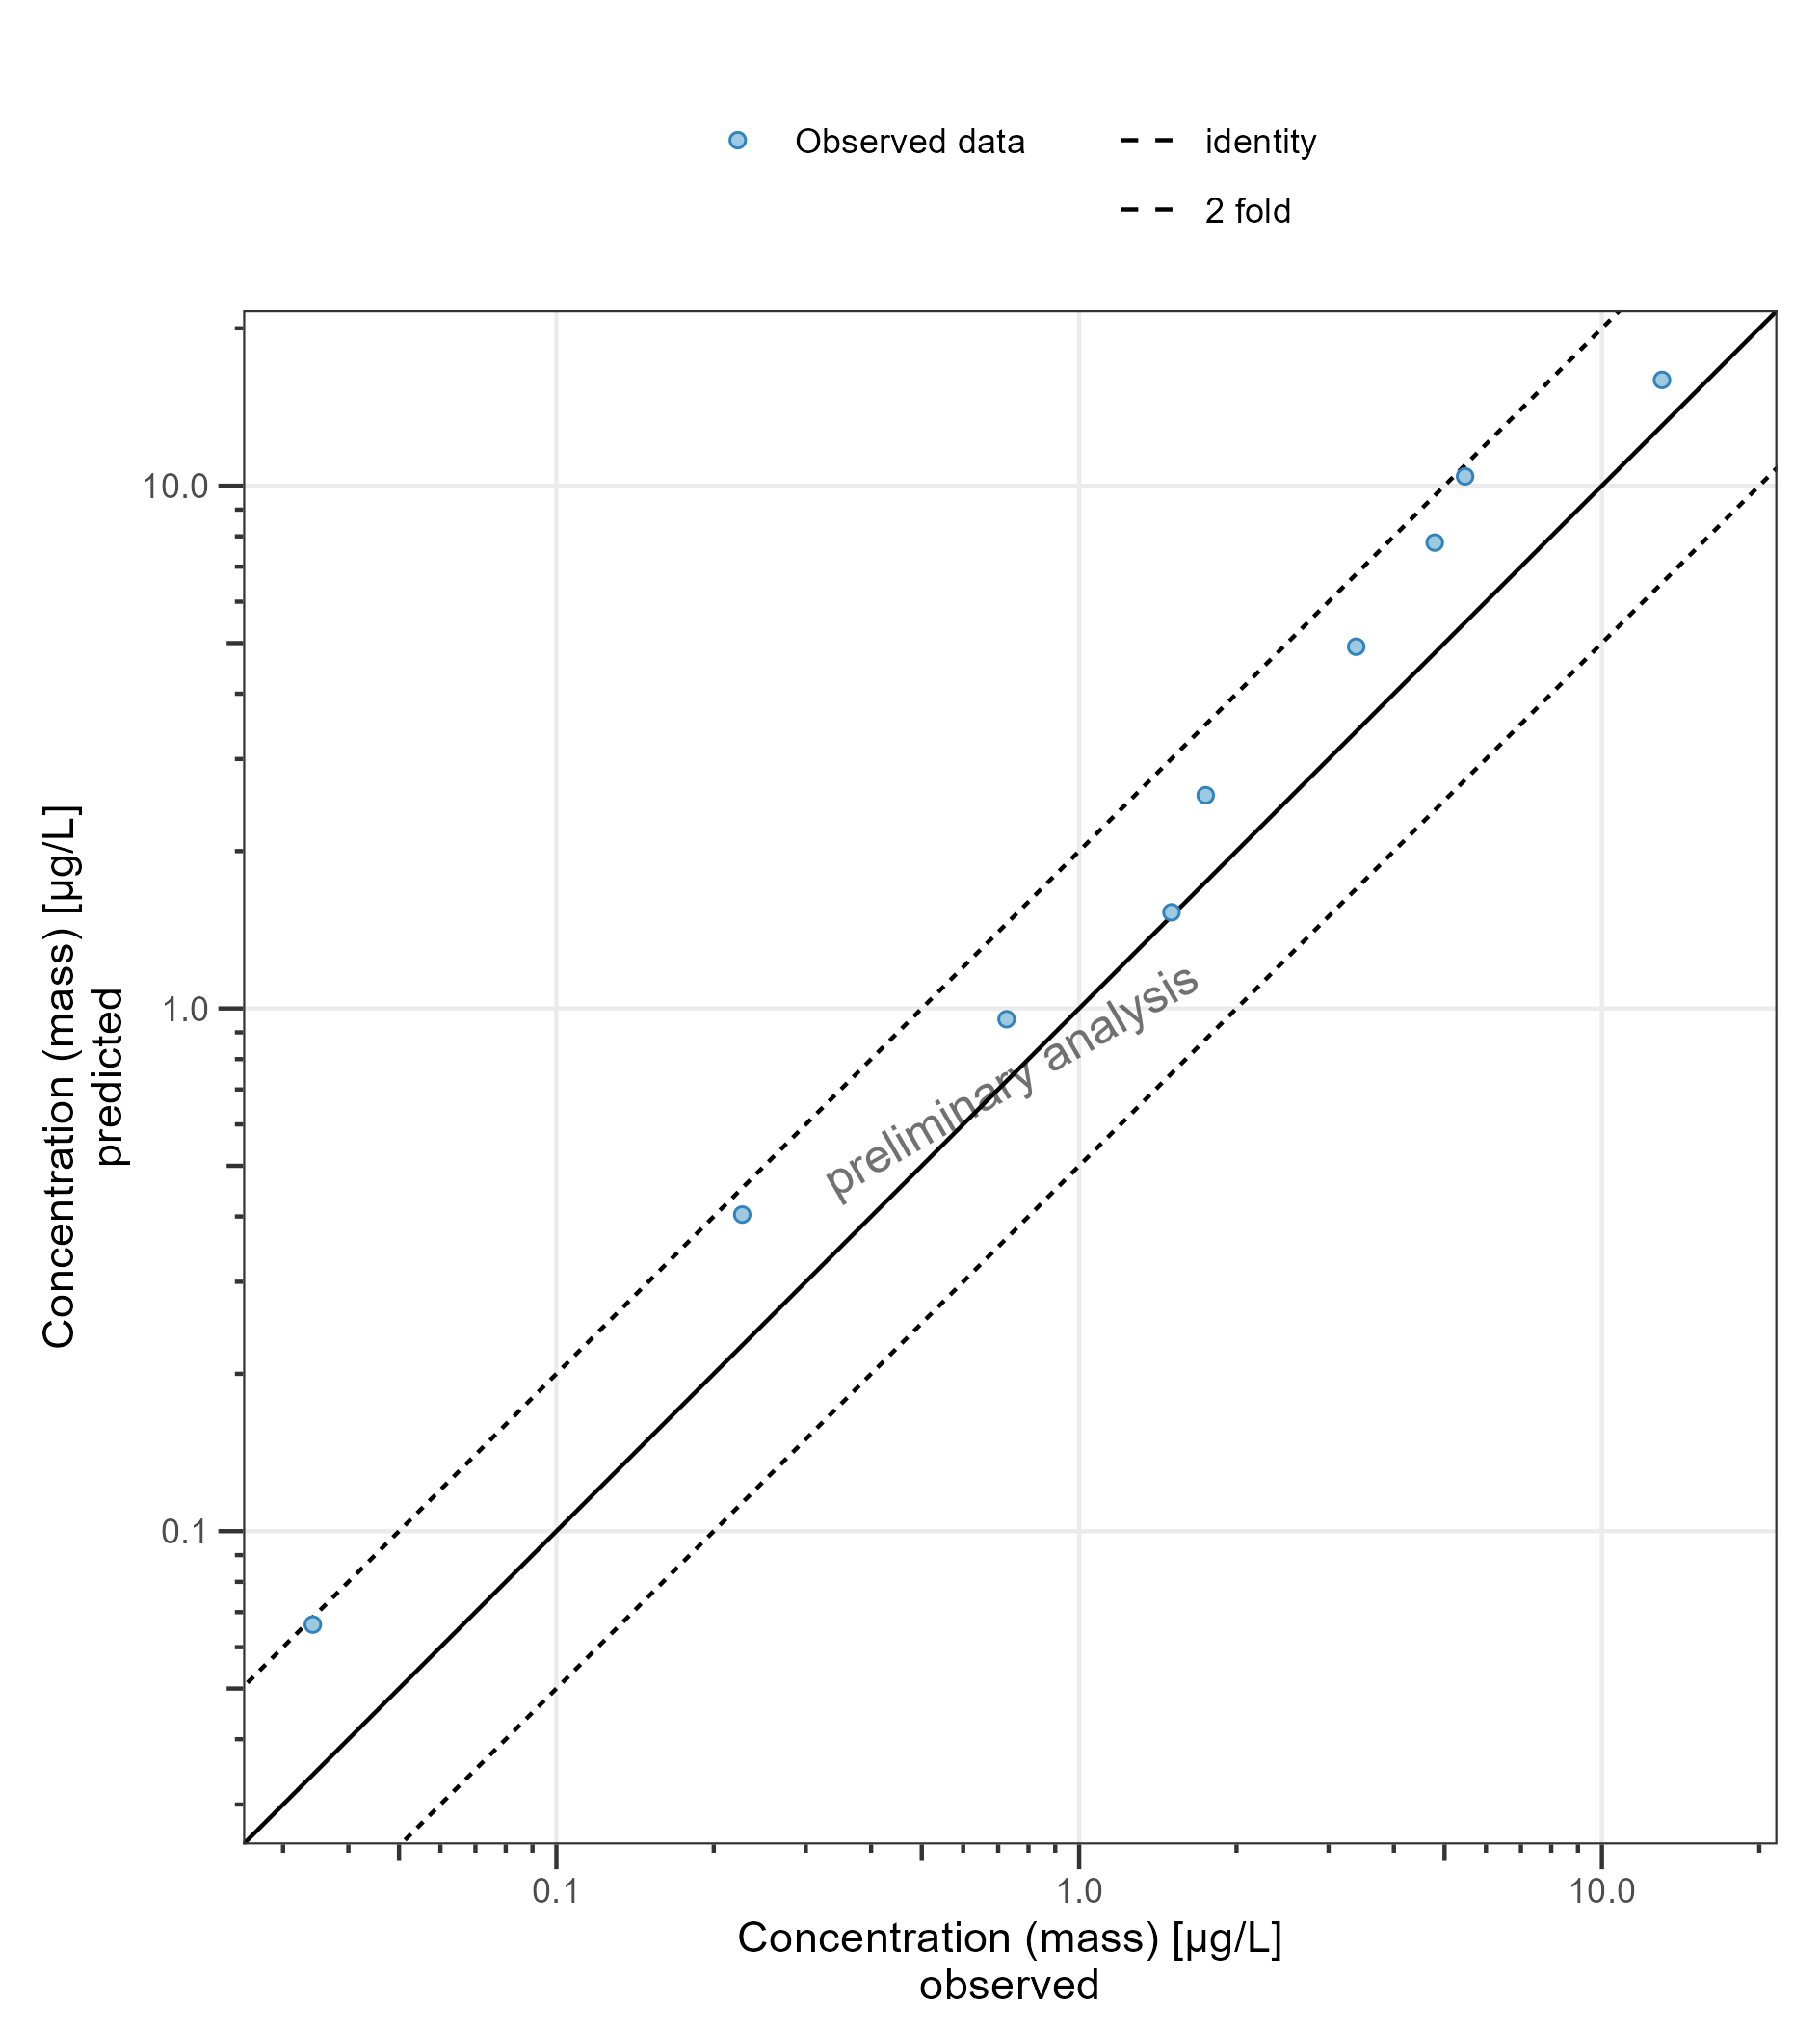 Observed data
identity
2 fold
Concentration (mass) [µg/L]
predicted
10.0
1.0
0.1
preliminary analysis
0.1
1.0
10.0
Concentration (mass) [µg/L]
observed